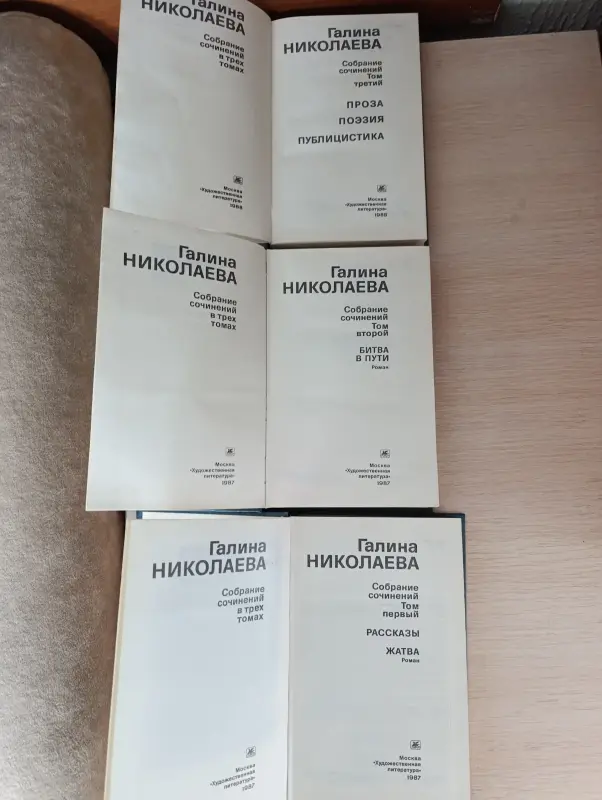 Галина
НИКОЛАЕВА
Собрание
сочинений
в трех
томах
Москва
«Художественная
литература»
1988
Галина
НИКОЛАЕВА
Собрание
сочинений
Том
третий
ПРОЗА
ПОЭЗИЯ
ПУБЛИЦИСТИКА
Москва
«Художественная
литература»
1988
Галина
НИКОЛАЕВА
Собрание
сочинений
в трех
томах
Москва
«Художественная
литература»
1987
Галина
НИКОЛАЕВА
Собрание
сочинений
Том
второй
БИТВА
В ПУТИ
Роман
Москва
«Художественная
литература»
1987
Галина
НИКОЛАЕВА
Собрание
сочинений
в трех
томах
Москва
«Художественная
литература»
1987
Галина
НИКОЛАЕВА
Собрание
сочинений
Том
первый
РАССКАЗЫ
ЖАТВА
Роман
Москва
«Художественная
литература»
1987